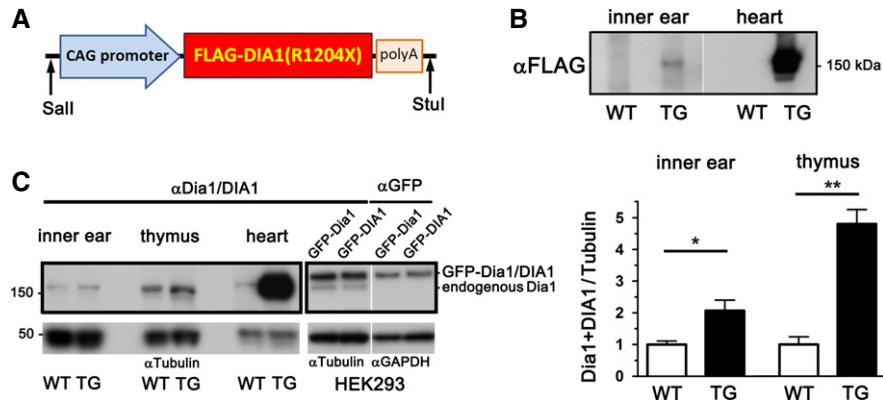 A
CAG promoter
FLAG-DIA1(R1204X)
polyA
SalI
StuI
B
inner ear heart
αFLAG
150 kDa
WT TG WT TG
C
αDia1/DIA1 αGFP
inner ear thymus heart
GFP-Dia1 GFP-DIA1 GFP-Dia1 GFP-DIA1
GFP-Dia1/DIA1
endogenous Dia1
150
50
αTubulin αTubulin αGAPDH
WT TG WT TG WT TG HEK293
inner ear thymus
Dia1+DIA1/Tubulin
5
4
3
2
1
0
* **
WT TG WT TG